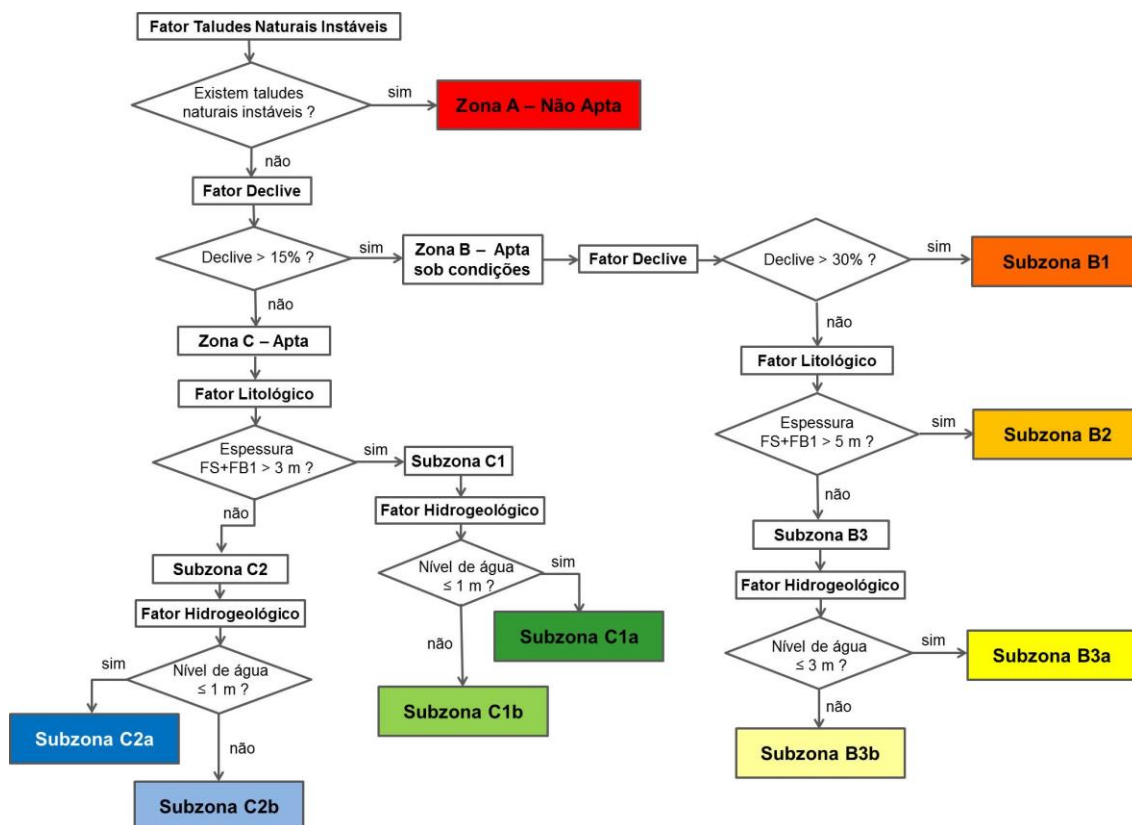 Fator Taludes Naturais Instáveis
Existem taludes
naturais instáveis ?
sim
Zona A – Não Apta
não
Fator Declive
Declive > 15% ?
sim
Zona B – Apta
sob condições
Fator Declive
Declive > 30% ?
sim
Subzona B1
não
Zona C – Apta
não
Fator Litológico
Fator Litológico
Espessura
FS+FB1 > 3 m ?
sim
Subzona C1
Espessura
FS+FB1 > 5 m ?
sim
Subzona B2
não
Fator Hidrogeológico
não
Subzona B3
Subzona C2
Nível de água
≤ 1 m ?
sim
Fator Hidrogeológico
Fator Hidrogeológico
não
Subzona C1a
Nível de água
≤ 3 m ?
sim
Subzona B3a
sim
Nível de água
≤ 1 m ?
Subzona C1b
não
Subzona C2a
não
Subzona B3b
Subzona C2b